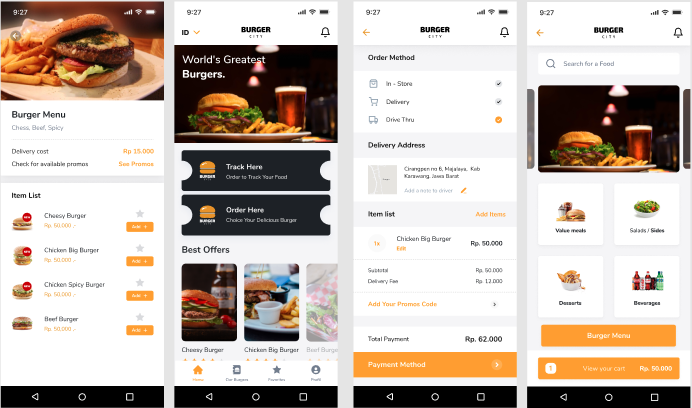 9:27
Burger Menu
Chess, Beef, Spicy
Delivery cost
Rp 15.000
Check for available promos
See Promos
Item List
Cheesy Burger
Rp. 50.000 ,-
Add +
Chicken Big Burger
Rp. 50.000 ,-
Add +
Chicken Spicy Burger
Rp. 50.000 ,-
Add +
Beef Burger
Rp. 50.000 ,-
Add +
9:27
ID
BURGER
CITY
World's Greatest
Burgers.
BURGER
Track Here
Order to Track Your Food
BURGER
Order Here
Choice Your Delicious Burger
Best Offers
Cheesy Burger
Chicken Big Burger
Beef Burger
Home
Our Burgers
Favorites
Profil
9:27
BURGER
CITY
Order Method
In - Store
Delivery
Drive Thru
Delivery Address
Cirangpen no 6, Majalaya, Kab
Karawang, Jawa Barat
Add a note to driver
Item list
Add Items
1x
Chicken Big Burger
Rp. 50.000
Edit
Subtotal
Rp. 50.000
Delivery Fee
Rp. 12.000
Add Your Promos Code
Total Payment
Rp. 62.000
Payment Method
9:27
BURGER
CITY
Search for a Food
Value meals
Salads / Sides
Desserts
Beverages
Burger Menu
1
View your cart
Rp. 50.000